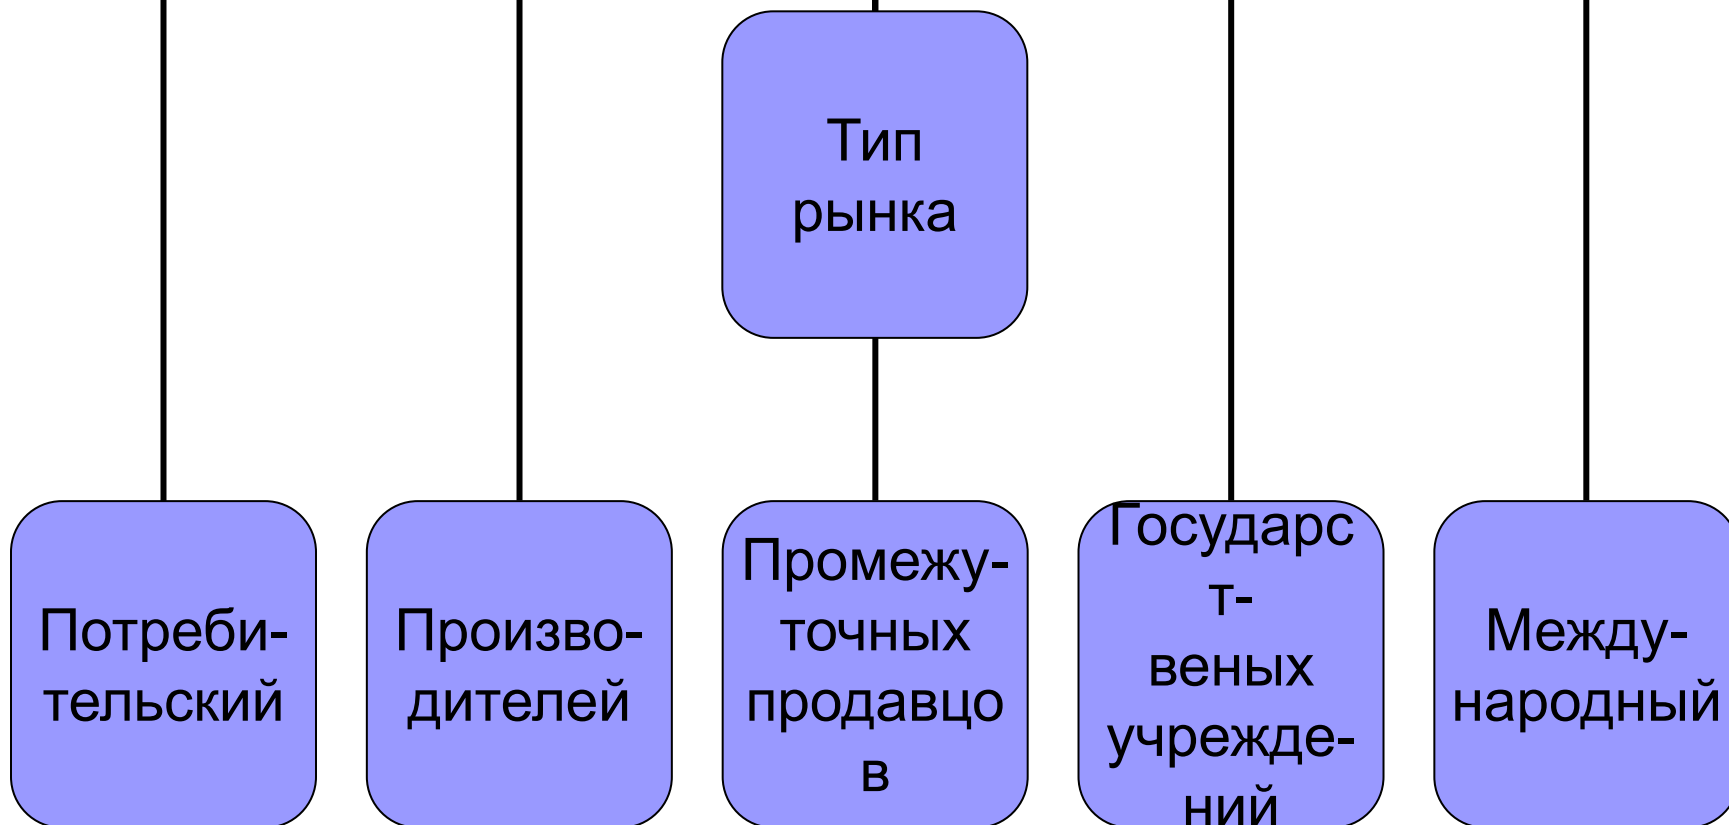 Тип
рынка
Потреби-
тельский
Произво-
дителей
Промежу-
точных
продавцо
в
Государс
т-
веных
учрежде-
ний
Между-
народный